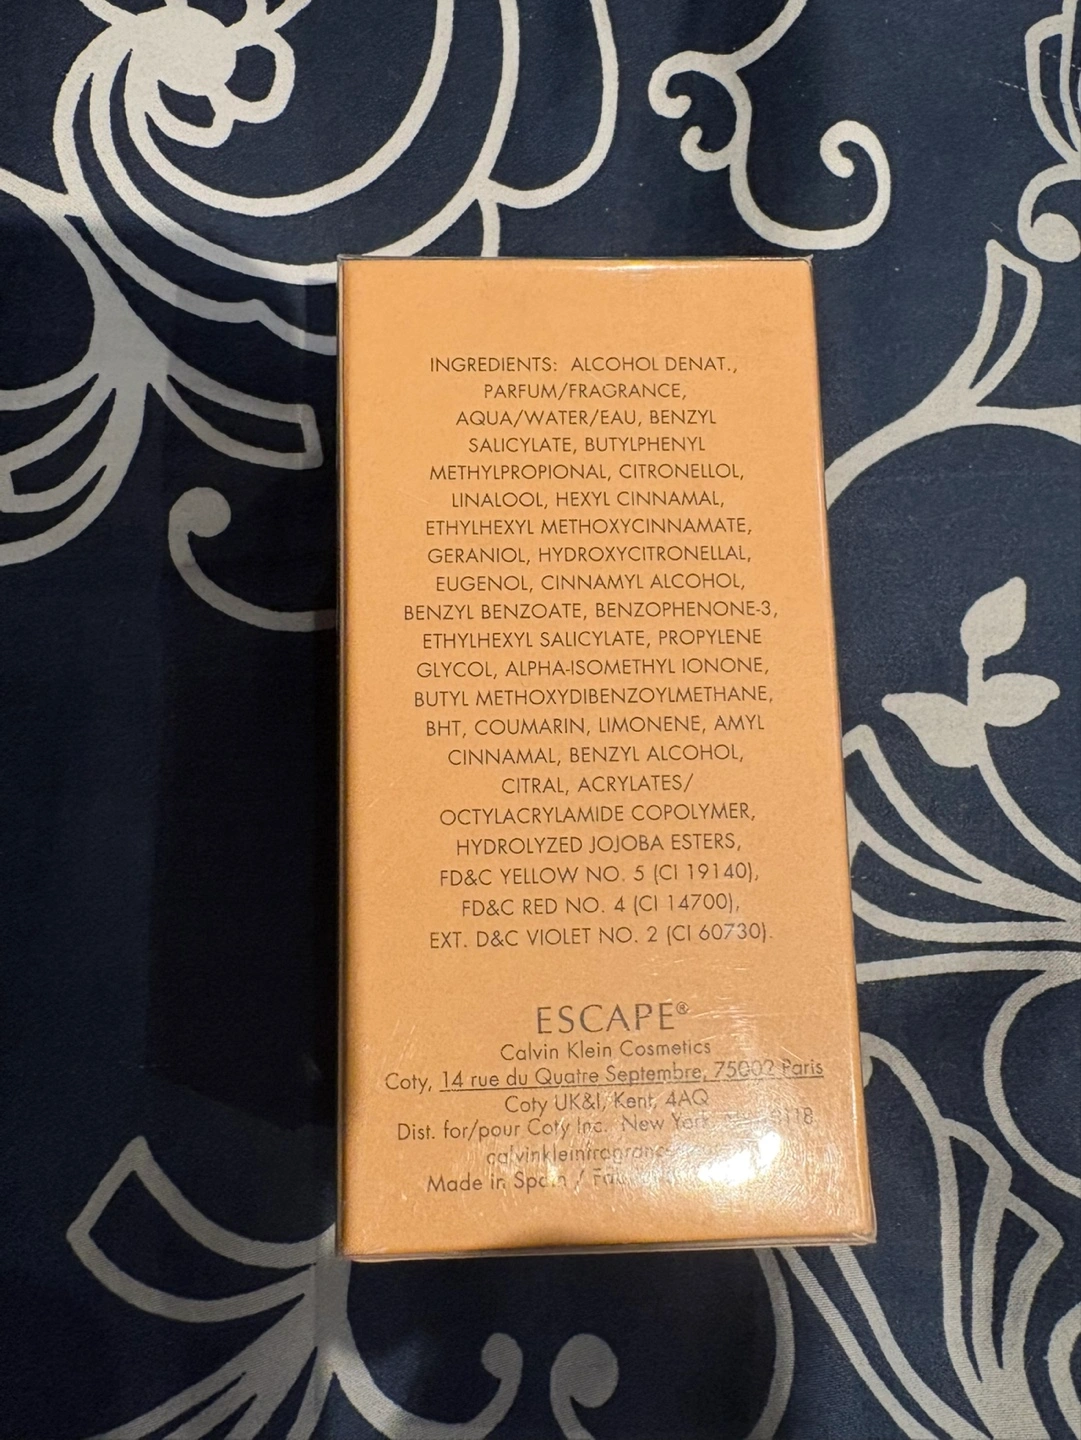 INGREDIENTS: ALCOHOL DENAT.,
PARFUM/FRAGRANCE,
AQUA/WATER/EAU, BENZYL
SALICYLATE, BUTYLPHENYL
METHYLPROPIONAL, CITRONELLOL,
LINALOOL, HEXYL CINNAMAL,
ETHYLHEXYL METHOXYCINNAMATE,
GERANIOL, HYDROXYCITRONELLAL,
EUGENOL, CINNAMYL ALCOHOL,
BENZYL BENZOATE, BENZOPHENONE-3,
ETHYLHEXYL SALICYLATE, PROPYLENE
GLYCOL, ALPHA-ISOMETHYL IONONE,
BUTYL METHOXYDIBENZOYLMETHANE,
BHT, COUMARIN, LIMONENE, AMYL
CINNAMAL, BENZYL ALCOHOL,
CITRAL, ACRYLATES/
OCTYLACRYLAMIDE COPOLYMER,
HYDROLYZED JOJOBA ESTERS,
FD&C YELLOW NO. 5 (CI 19140),
FD&C RED NO. 4 (CI 14700),
EXT. D&C VIOLET NO. 2 (CI 60730).
ESCAPE®
Calvin Klein Cosmetics
Coty, 14 rue du Quatre Septembre, 75002 Paris
Coty UK&I, Kent, 4AQ
Dist. for/pour Coty Inc. New York
Made in Spain /